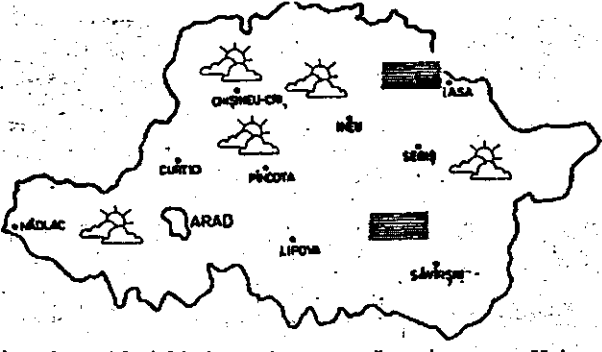 CHIȘINEU-CRIȘ
IASA
INEU
SEBIȘ
CURTICI
PÎNCOTA
NĂDLAC
ARAD
LIPOVA
SĂVÎRȘIN